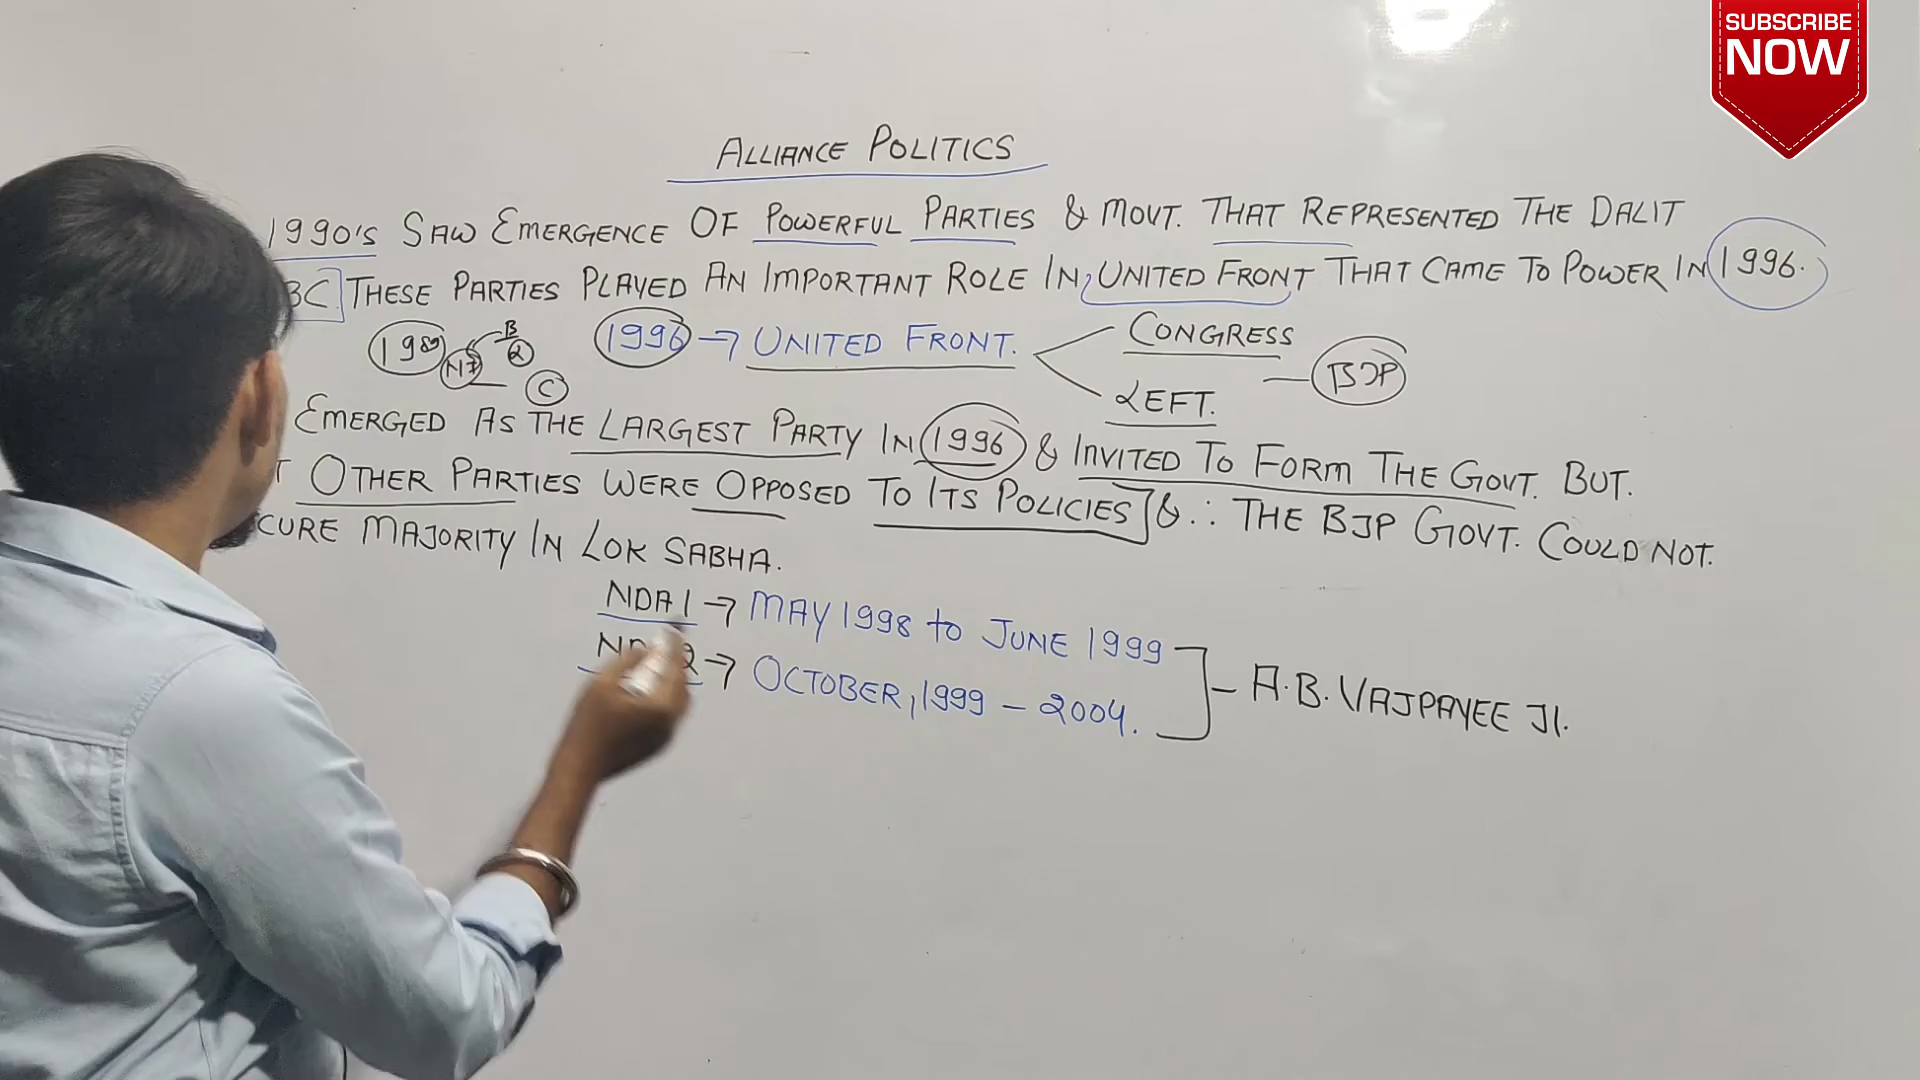 SUBSCRIBE
NOW
ALLIANCE POLITICS
1990'S SAW EMERGENCE OF POWERFUL PARTIES & MOVT. THAT REPRESENTED THE DALIT
BC. THESE PARTIES PLAYED AN IMPORTANT ROLE IN UNITED FRONT THAT CAME TO POWER IN 1996.
1989 NF B L C
1996 → UNITED FRONT. CONGRESS
LEFT. — BJP
EMERGED AS THE LARGEST PARTY IN 1996 & INVITED TO FORM THE GOVT. BUT.
T OTHER PARTIES WERE OPPOSED TO ITS POLICIES & ∴ THE BJP GOVT. COULD NOT.
CURE MAJORITY IN LOK SABHA.
NDA 1 → MAY 1998 to JUNE 1999
2 → OCTOBER, 1999 – 2004. – A.B. VAJPAYEE JI.